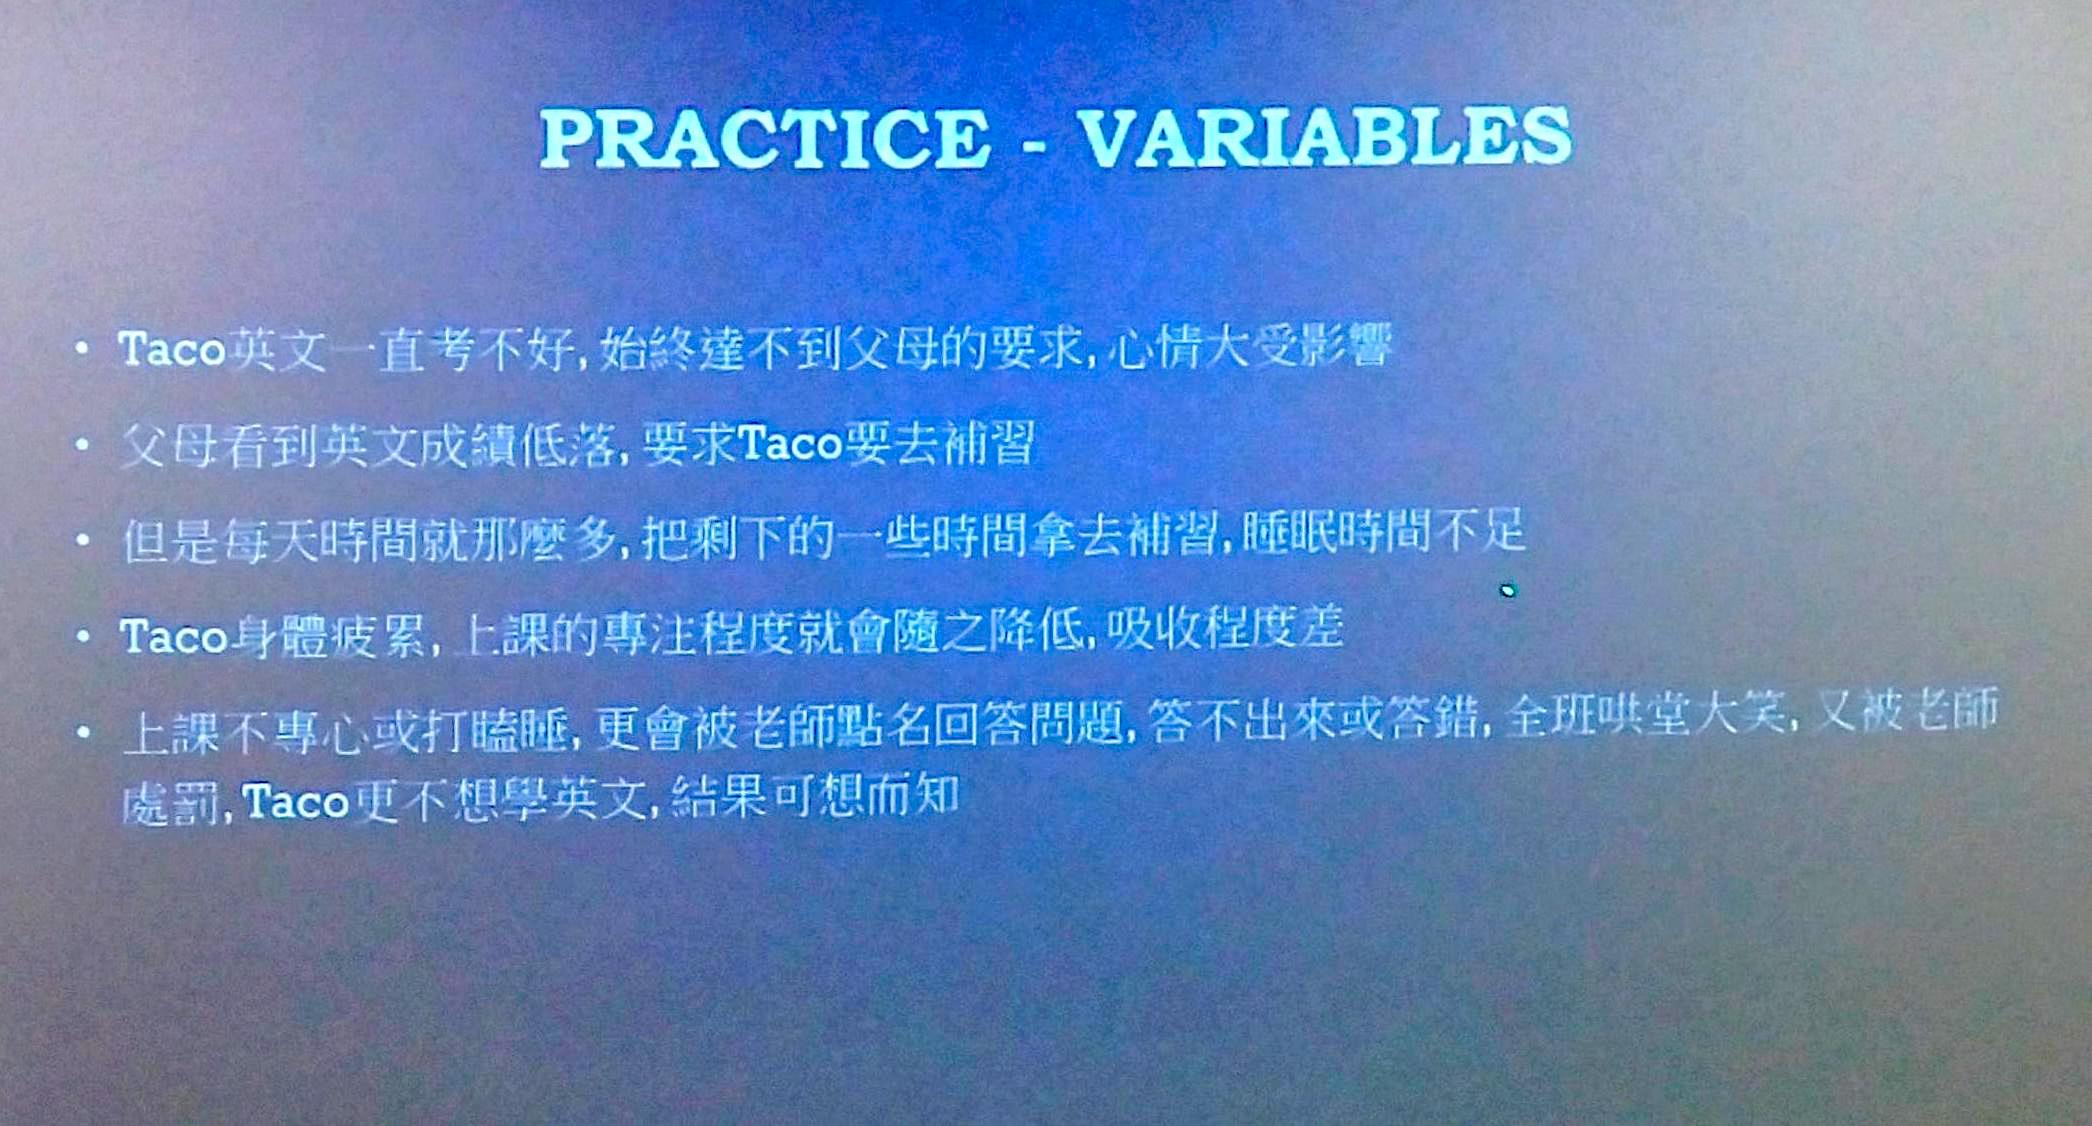 PRACTICE - VARIABLES
• Taco英文一直考不好, 始終達不到父母的要求, 心情大受影響
• 父母看到英文成績低落, 要求Taco要去補習
• 但是每天時間就那麼多, 把剩下的一些時間拿去補習, 睡眠時間不足
• Taco身體疲累, 上課的專注程度就會隨之降低, 吸收程度差
• 上課不專心或打瞌睡, 更會被老師點名回答問題, 答不出來或答錯, 全班哄堂大笑, 又被老師
處罰, Taco更不想學英文, 結果可想而知